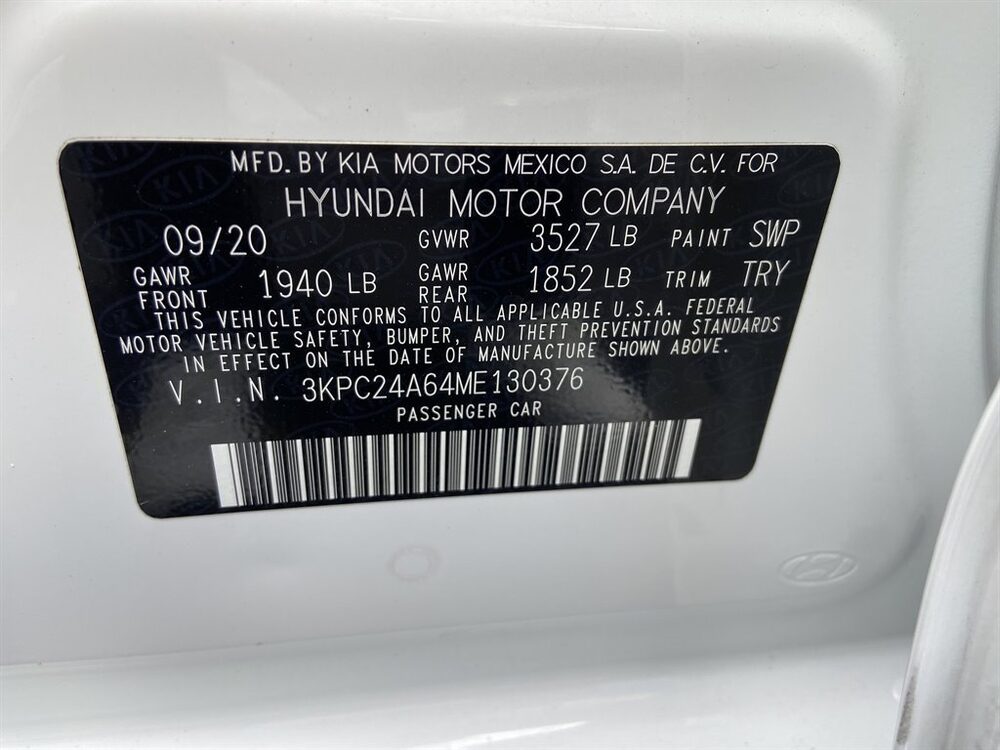 MFD. BY KIA MOTORS MEXICO S.A. DE C.V. FOR
HYUNDAI MOTOR COMPANY
09/20 GVWR 3527 LB PAINT SWP
GAWR FRONT 1940 LB GAWR REAR 1852 LB TRIM TRY
THIS VEHICLE CONFORMS TO ALL APPLICABLE U.S.A. FEDERAL
MOTOR VEHICLE SAFETY, BUMPER, AND THEFT PREVENTION STANDARDS
IN EFFECT ON THE DATE OF MANUFACTURE SHOWN ABOVE.
V.I.N. 3KPC24A64ME130376
PASSENGER CAR